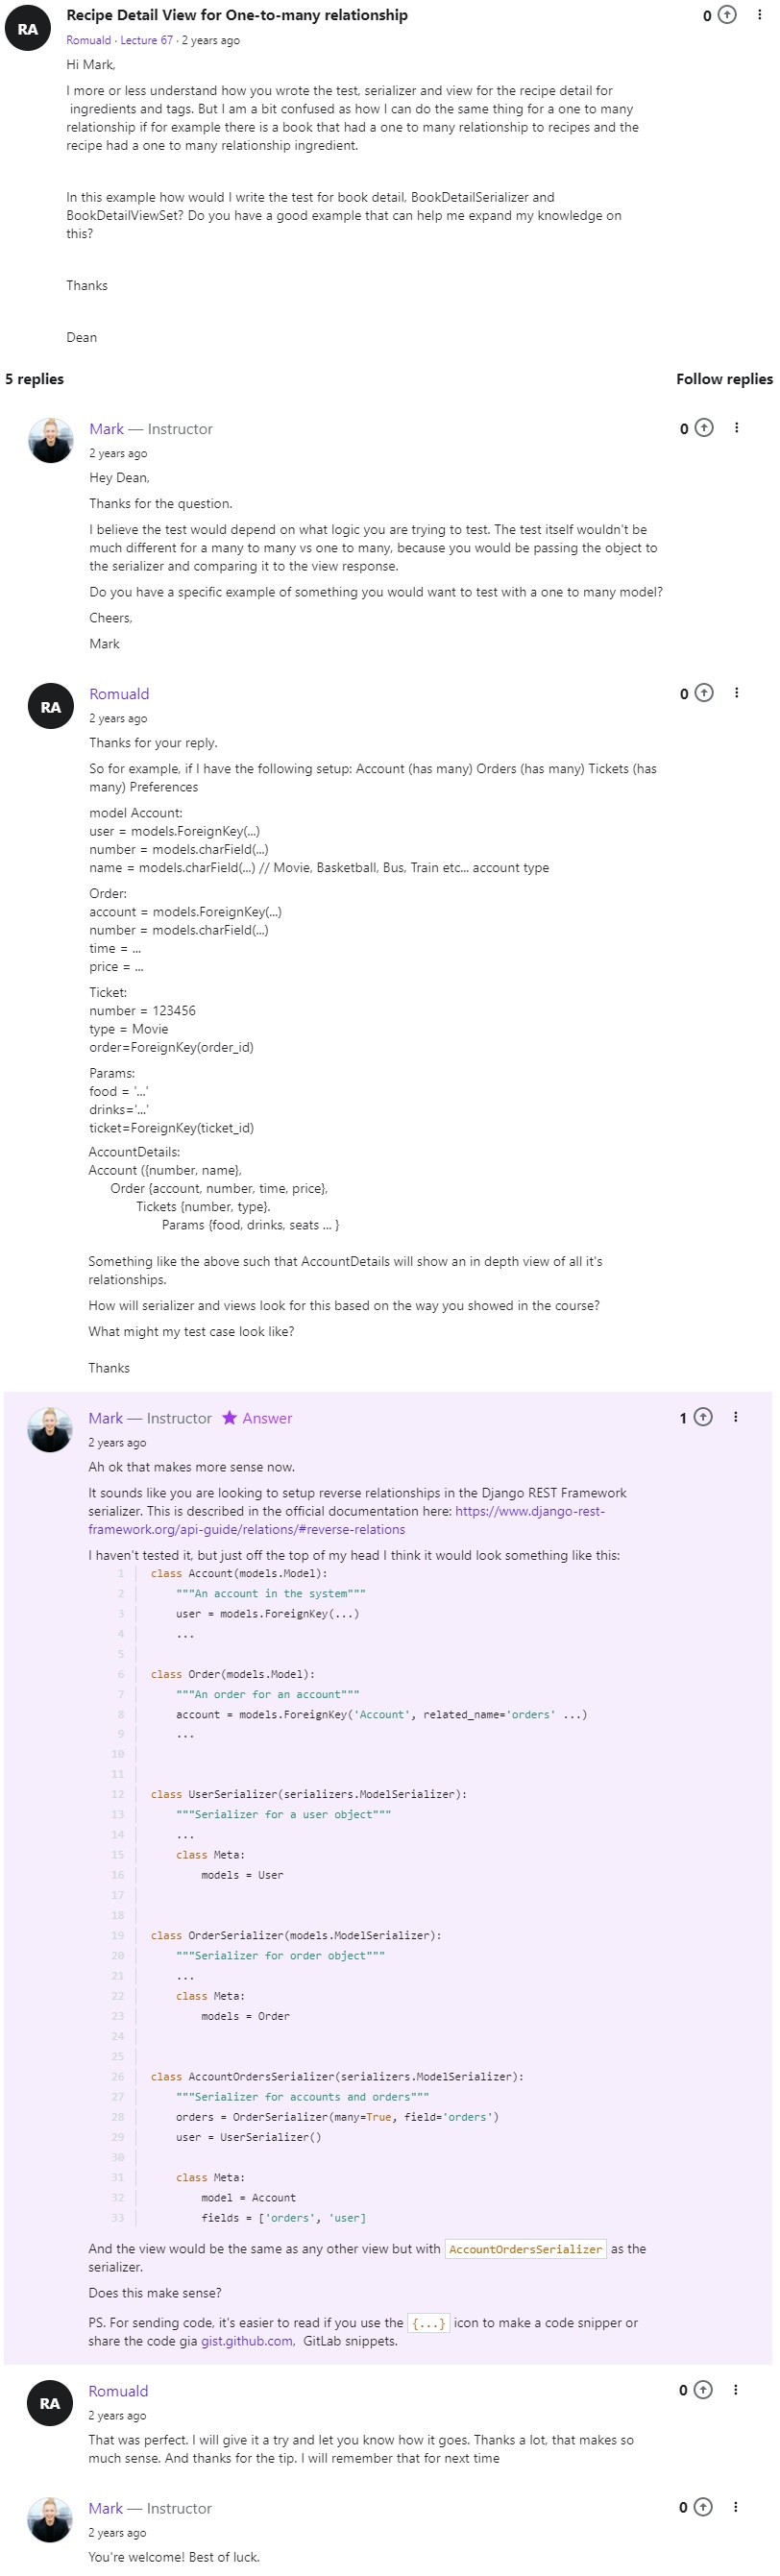 RA
Recipe Detail View for One-to-many relationship
0
Romuald · Lecture 67 · 2 years ago
Hi Mark,
I more or less understand how you wrote the test, serializer and view for the recipe detail for
ingredients and tags. But I am a bit confused as how I can do the same thing for a one to many
relationship if for example there is a book that had a one to many relationship to recipes and the
recipe had a one to many relationship ingredient.
In this example how would I write the test for book detail, BookDetailSerializer and
BookDetailViewSet? Do you have a good example that can help me expand my knowledge on
this?
Thanks
Dean
5 replies
Follow replies
Mark — Instructor
0
2 years ago
Hey Dean,
Thanks for the question.
I believe the test would depend on what logic you are trying to test. The test itself wouldn't be
much different for a many to many vs one to many, because you would be passing the object to
the serializer and comparing it to the view response.
Do you have a specific example of something you would want to test with a one to many model?
Cheers,
Mark
RA
Romuald
0
2 years ago
Thanks for your reply.
So for example, if I have the following setup: Account (has many) Orders (has many) Tickets (has
many) Preferences
model Account:
user = models.ForeignKey(...)
number = models.charField(...)
name = models.charField(...) // Movie, Basketball, Bus, Train etc... account type
Order:
account = models.ForeignKey(...)
number = models.charField(...)
time = ...
price = ...
Ticket:
number = 123456
type = Movie
order=ForeignKey(order_id)
Params:
food = '...'
drinks='...'
ticket=ForeignKey(ticket_id)
AccountDetails:
Account ({number, name},
Order {account, number, time, price},
Tickets {number, type}.
Params {food, drinks, seats ... }
Something like the above such that AccountDetails will show an in depth view of all it's
relationships.
How will serializer and views look for this based on the way you showed in the course?
What might my test case look like?
Thanks
Mark — Instructor ★ Answer
1
2 years ago
Ah ok that makes more sense now.
It sounds like you are looking to setup reverse relationships in the Django REST Framework
serializer. This is described in the official documentation here: https://www.django-rest-
framework.org/api-guide/relations/#reverse-relations
I haven't tested it, but just off the top of my head I think it would look something like this:
1 class Account(models.Model):
2 """An account in the system"""
3 user = models.ForeignKey(...)
4 ...
5
6 class Order(models.Model):
7 """An order for an account"""
8 account = models.ForeignKey('Account', related_name='orders' ...)
9 ...
10
11
12 class UserSerializer(serializers.ModelSerializer):
13 """Serializer for a user object"""
14 ...
15 class Meta:
16 models = User
17
18
19 class OrderSerializer(models.ModelSerializer):
20 """Serializer for order object"""
21 ...
22 class Meta:
23 models = Order
24
25
26 class AccountOrdersSerializer(serializers.ModelSerializer):
27 """Serializer for accounts and orders"""
28 orders = OrderSerializer(many=True, field='orders')
29 user = UserSerializer()
30
31 class Meta:
32 model = Account
33 fields = ['orders', 'user]
And the view would be the same as any other view but with AccountOrdersSerializer as the
serializer.
Does this make sense?
PS. For sending code, it's easier to read if you use the {...} icon to make a code snipper or
share the code gia gist.github.com, GitLab snippets.
RA
Romuald
0
2 years ago
That was perfect. I will give it a try and let you know how it goes. Thanks a lot, that makes so
much sense. And thanks for the tip. I will remember that for next time
Mark — Instructor
0
2 years ago
You're welcome! Best of luck.